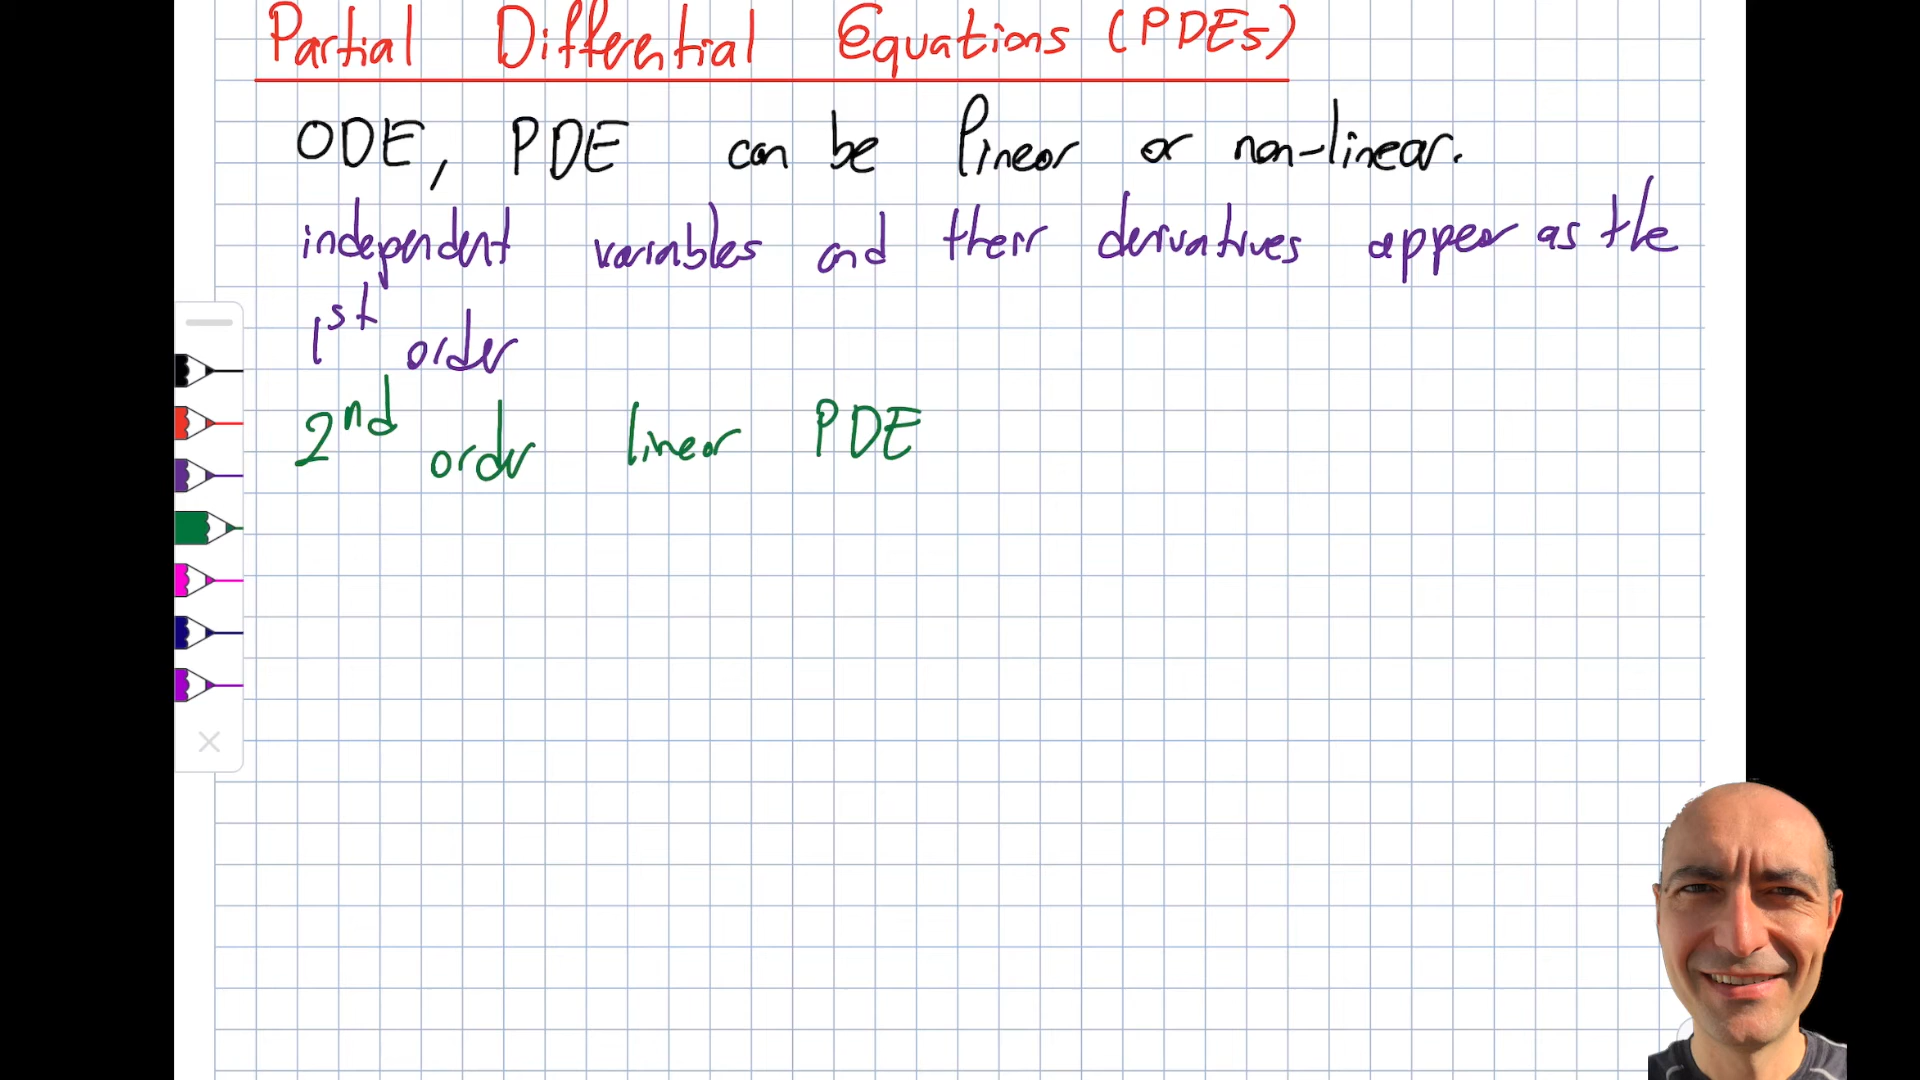 Partial Differential Equations (PDEs)
ODE, PDE can be linear or non-linear.
independent variables and their derivatives appear as the
1st order
2nd order linear PDE